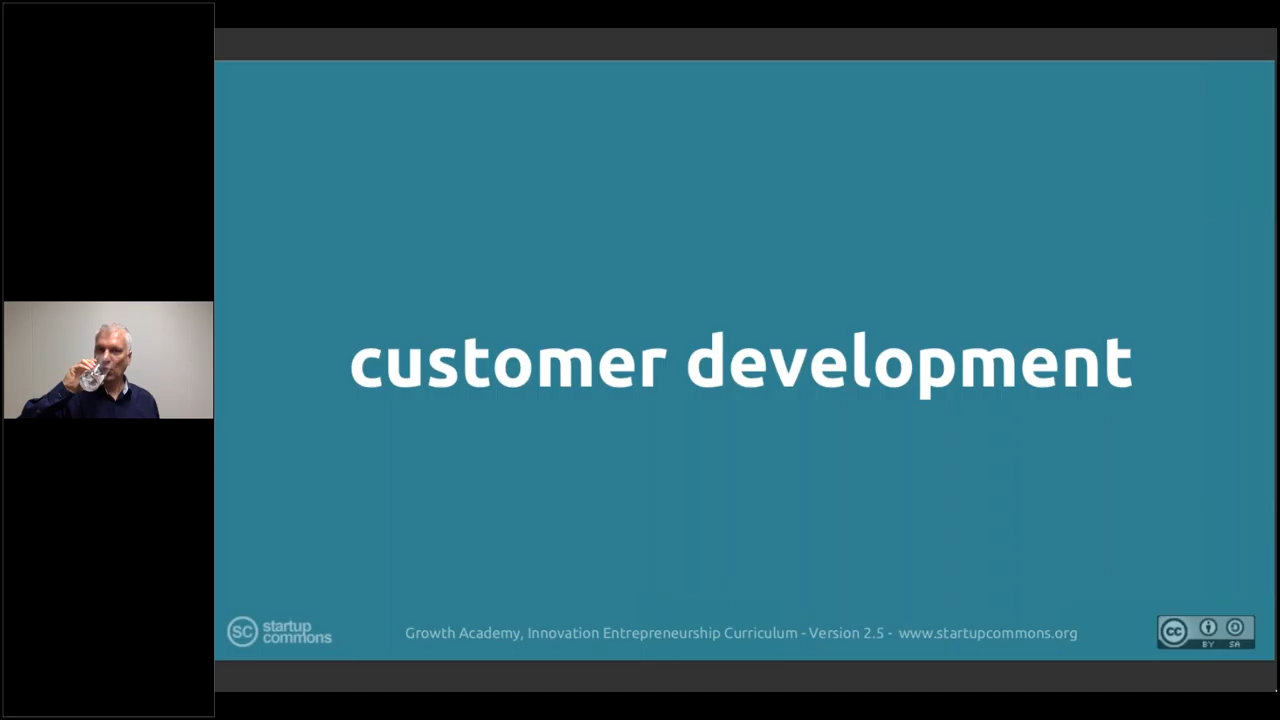 customer development
SC startup
commons
Growth Academy, Innovation Entrepreneurship Curriculum - Version 2.5 - www.startupcommons.org
cc
BY SA